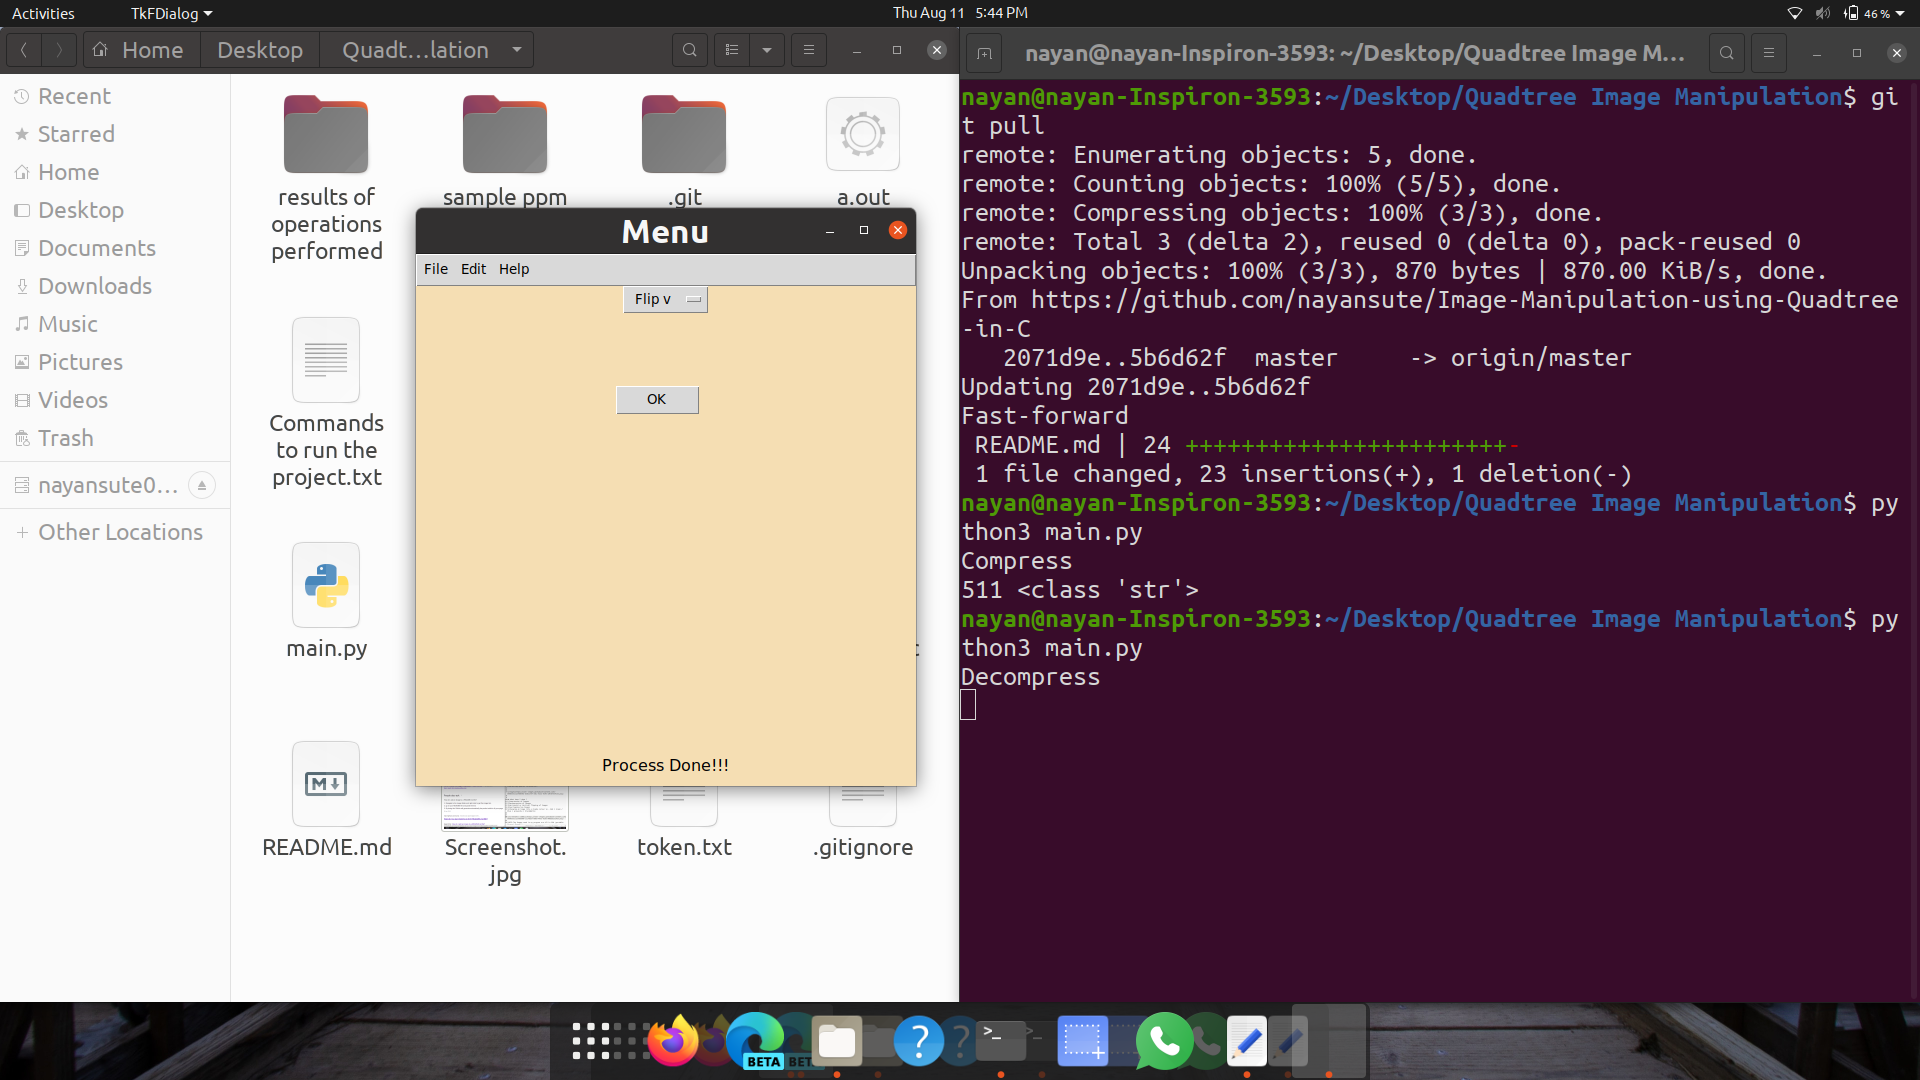 Activities
TkFDialog
Thu Aug 11 5:44 PM
46 %
Home
Desktop
Quadt...lation
Recent
Starred
Home
Desktop
Documents
Downloads
Music
Pictures
Videos
Trash
nayansute0...
Other Locations
results of
operations
performed
sample ppm
.git
a.out
Commands
to run the
project.txt
main.py
README.md
Screenshot.
jpg
token.txt
.gitignore
Menu
File Edit Help
Flip v
OK
Process Done!!!
nayan@nayan-Inspiron-3593: ~/Desktop/Quadtree Image M...
nayan@nayan-Inspiron-3593:~/Desktop/Quadtree Image Manipulation$ gi
t pull
remote: Enumerating objects: 5, done.
remote: Counting objects: 100% (5/5), done.
remote: Compressing objects: 100% (3/3), done.
remote: Total 3 (delta 2), reused 0 (delta 0), pack-reused 0
Unpacking objects: 100% (3/3), 870 bytes | 870.00 KiB/s, done.
From https://github.com/nayansute/Image-Manipulation-using-Quadtree
-in-C
2071d9e..5b6d62f master -> origin/master
Updating 2071d9e..5b6d62f
Fast-forward
README.md | 24 +++++++++++++++++++++++-
1 file changed, 23 insertions(+), 1 deletion(-)
nayan@nayan-Inspiron-3593:~/Desktop/Quadtree Image Manipulation$ py
thon3 main.py
Compress
511 <class 'str'>
nayan@nayan-Inspiron-3593:~/Desktop/Quadtree Image Manipulation$ py
thon3 main.py
Decompress
BETA